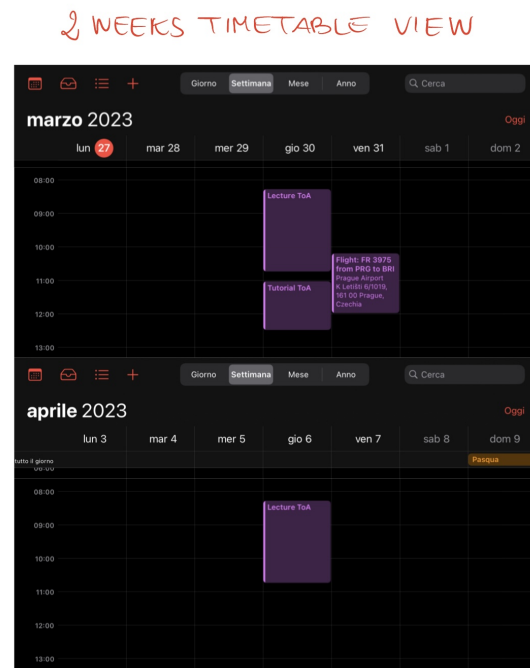 2 WEEKS TIMETABLE VIEW
Giorno Settimana Mese Anno Cerca
marzo 2023 Oggi
lun 27 mar 28 mer 29 gio 30 ven 31 sab 1 dom 2
08:00
Lecture ToA
09:00
10:00
Flight: FR 3975
from PRG to BRI
Prague Airport
11:00
Tutorial ToA
K Letišti 6/1019,
161 00 Prague,
Czechia
12:00
13:00
Giorno Settimana Mese Anno Cerca
aprile 2023 Oggi
lun 3 mar 4 mer 5 gio 6 ven 7 sab 8 dom 9
tutto il giorno Pasqua
08:00
Lecture ToA
09:00
10:00
11:00
12:00
13:00